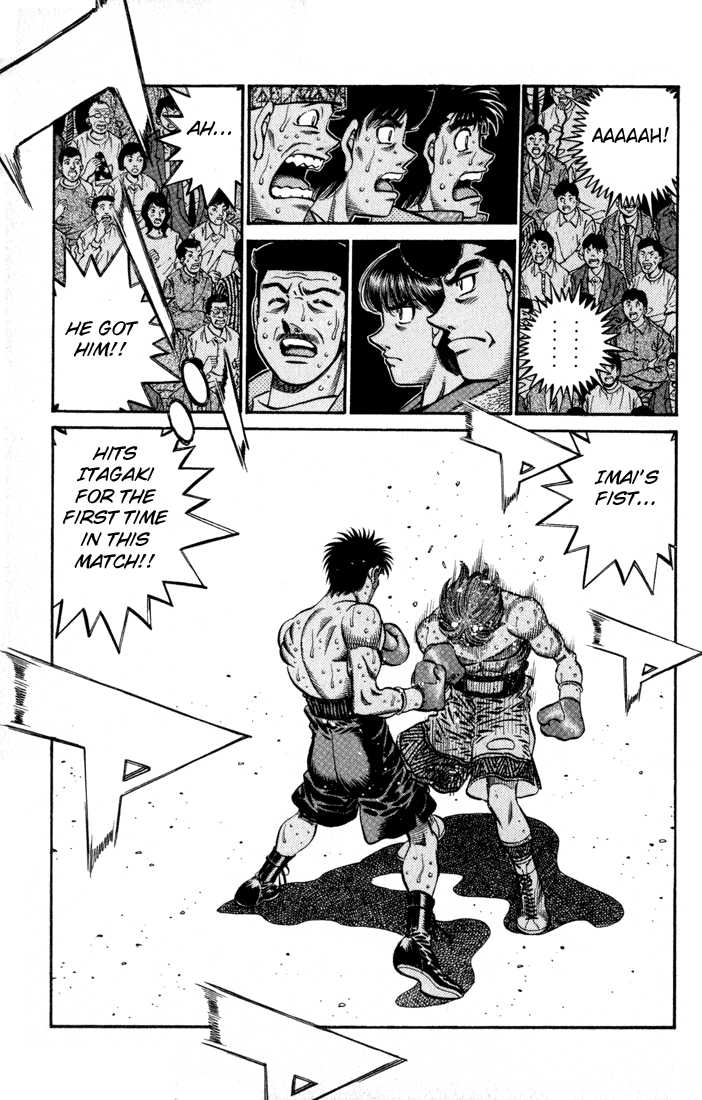 AAAAAH!
: : : : :
AH...
HE GOT
HIM!!
IMAI'S
FIST...
HITS
ITAGAKI
FOR THE
FIRST TIME
IN THIS
MATCH!!